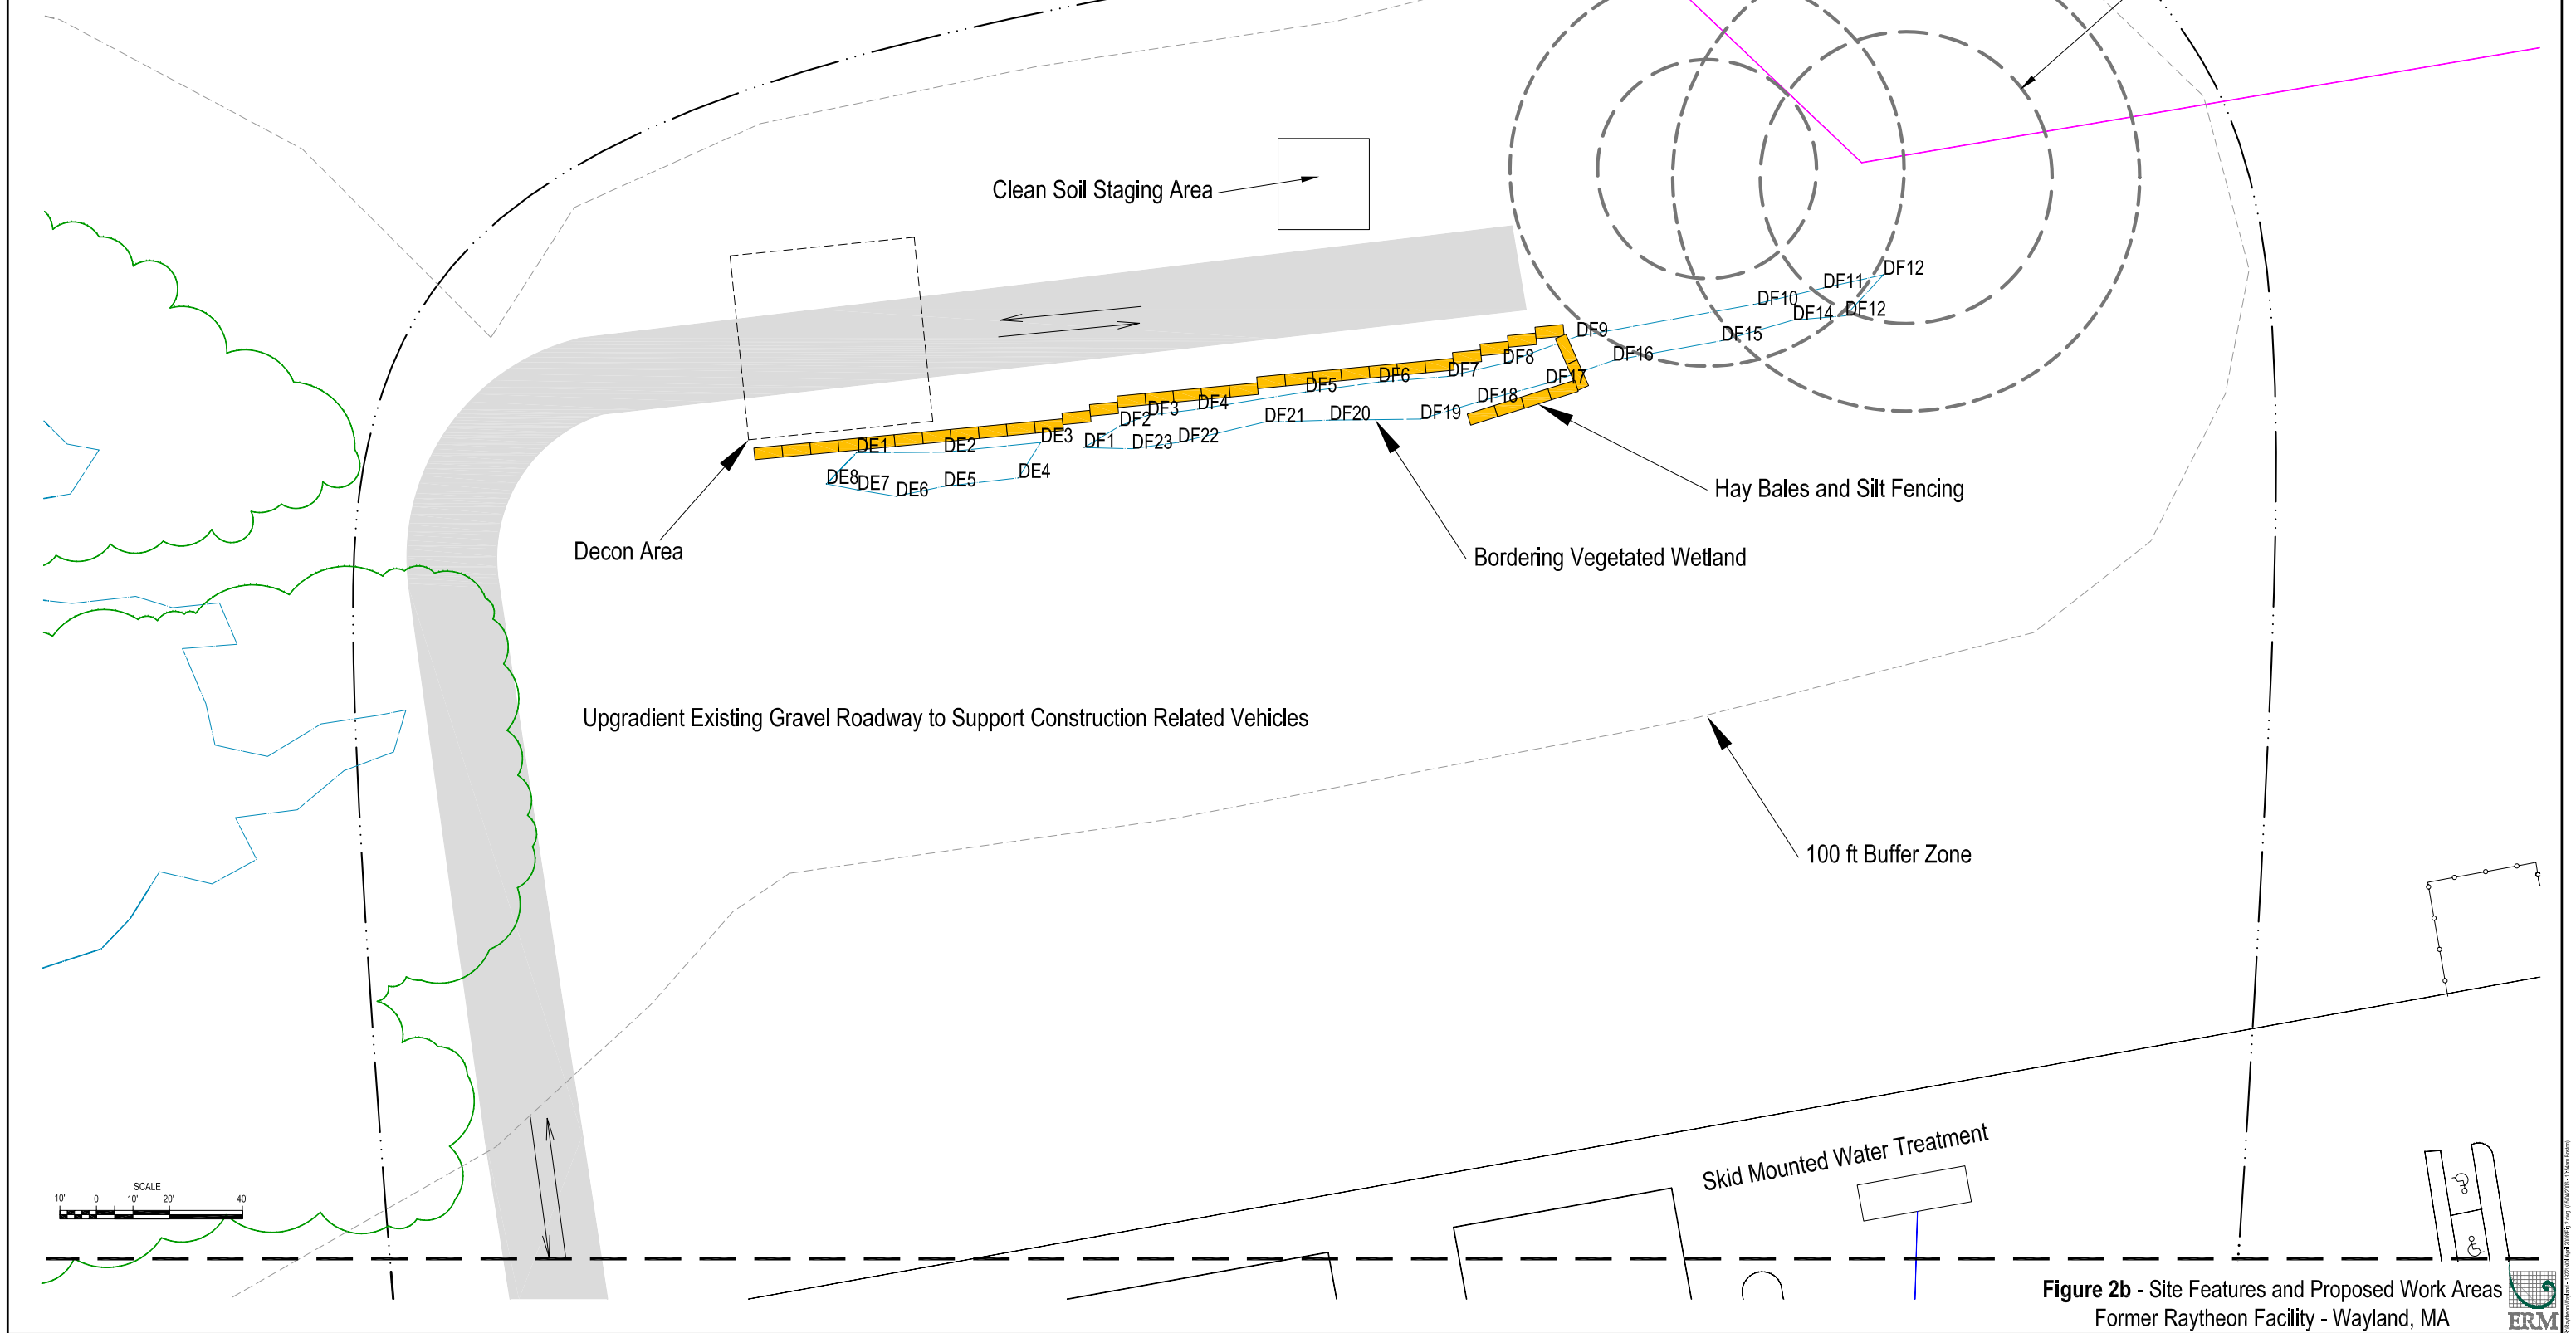 Clean Soil Staging Area
DF12
DF11
DF10
DF12
DF14
DF9
DF15
DF16
DF8
DF7
DF17
DF6
DF5
DF18
DE4
DF3
DF19
DF2
DF20
DF21
DE3
DF22
DF1
DF23
DE1
DE2
DE4
DE8
DE7
DE6
DE5
Hay Bales and Silt Fencing
Decon Area
Bordering Vegetated Wetland
Upgradient Existing Gravel Roadway to Support Construction Related Vehicles
100 ft Buffer Zone
Skid Mounted Water Treatment
SCALE
10' 0 10' 20' 40'
Figure 2b - Site Features and Proposed Work Areas
Former Raytheon Facility - Wayland, MA
ERM